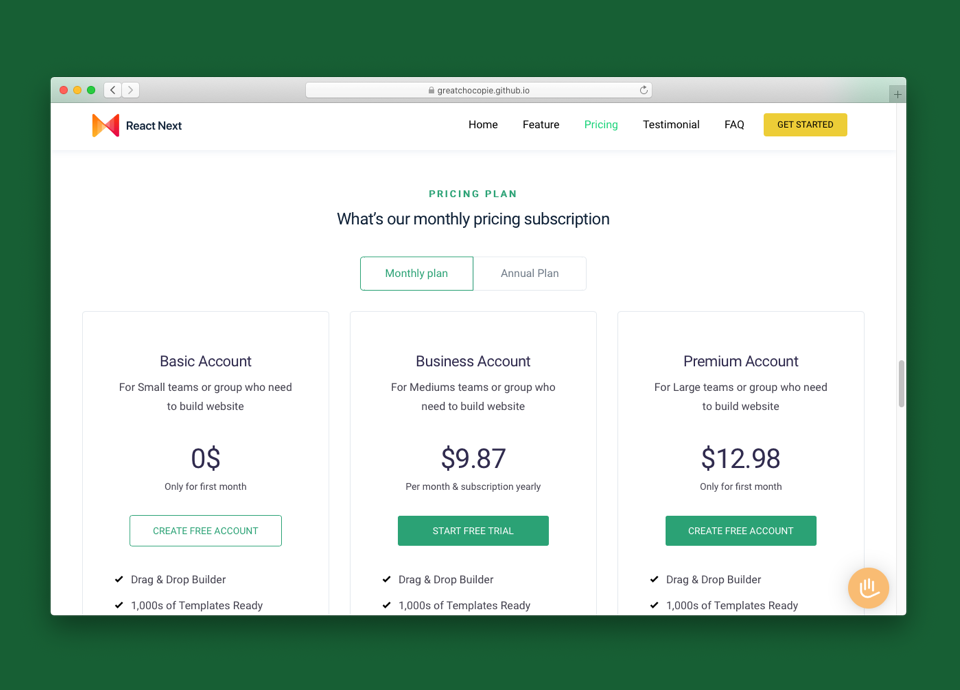 greatchocopie.github.io
React Next
Home Feature Pricing Testimonial FAQ GET STARTED
PRICING PLAN
What’s our monthly pricing subscription
Monthly plan Annual Plan
Basic Account
For Small teams or group who need
to build website
0$
Only for first month
CREATE FREE ACCOUNT
Drag & Drop Builder
1,000s of Templates Ready
Business Account
For Mediums teams or group who
need to build website
$9.87
Per month & subscription yearly
START FREE TRIAL
Drag & Drop Builder
1,000s of Templates Ready
Premium Account
For Large teams or group who need
to build website
$12.98
Only for first month
CREATE FREE ACCOUNT
Drag & Drop Builder
1,000s of Templates Ready